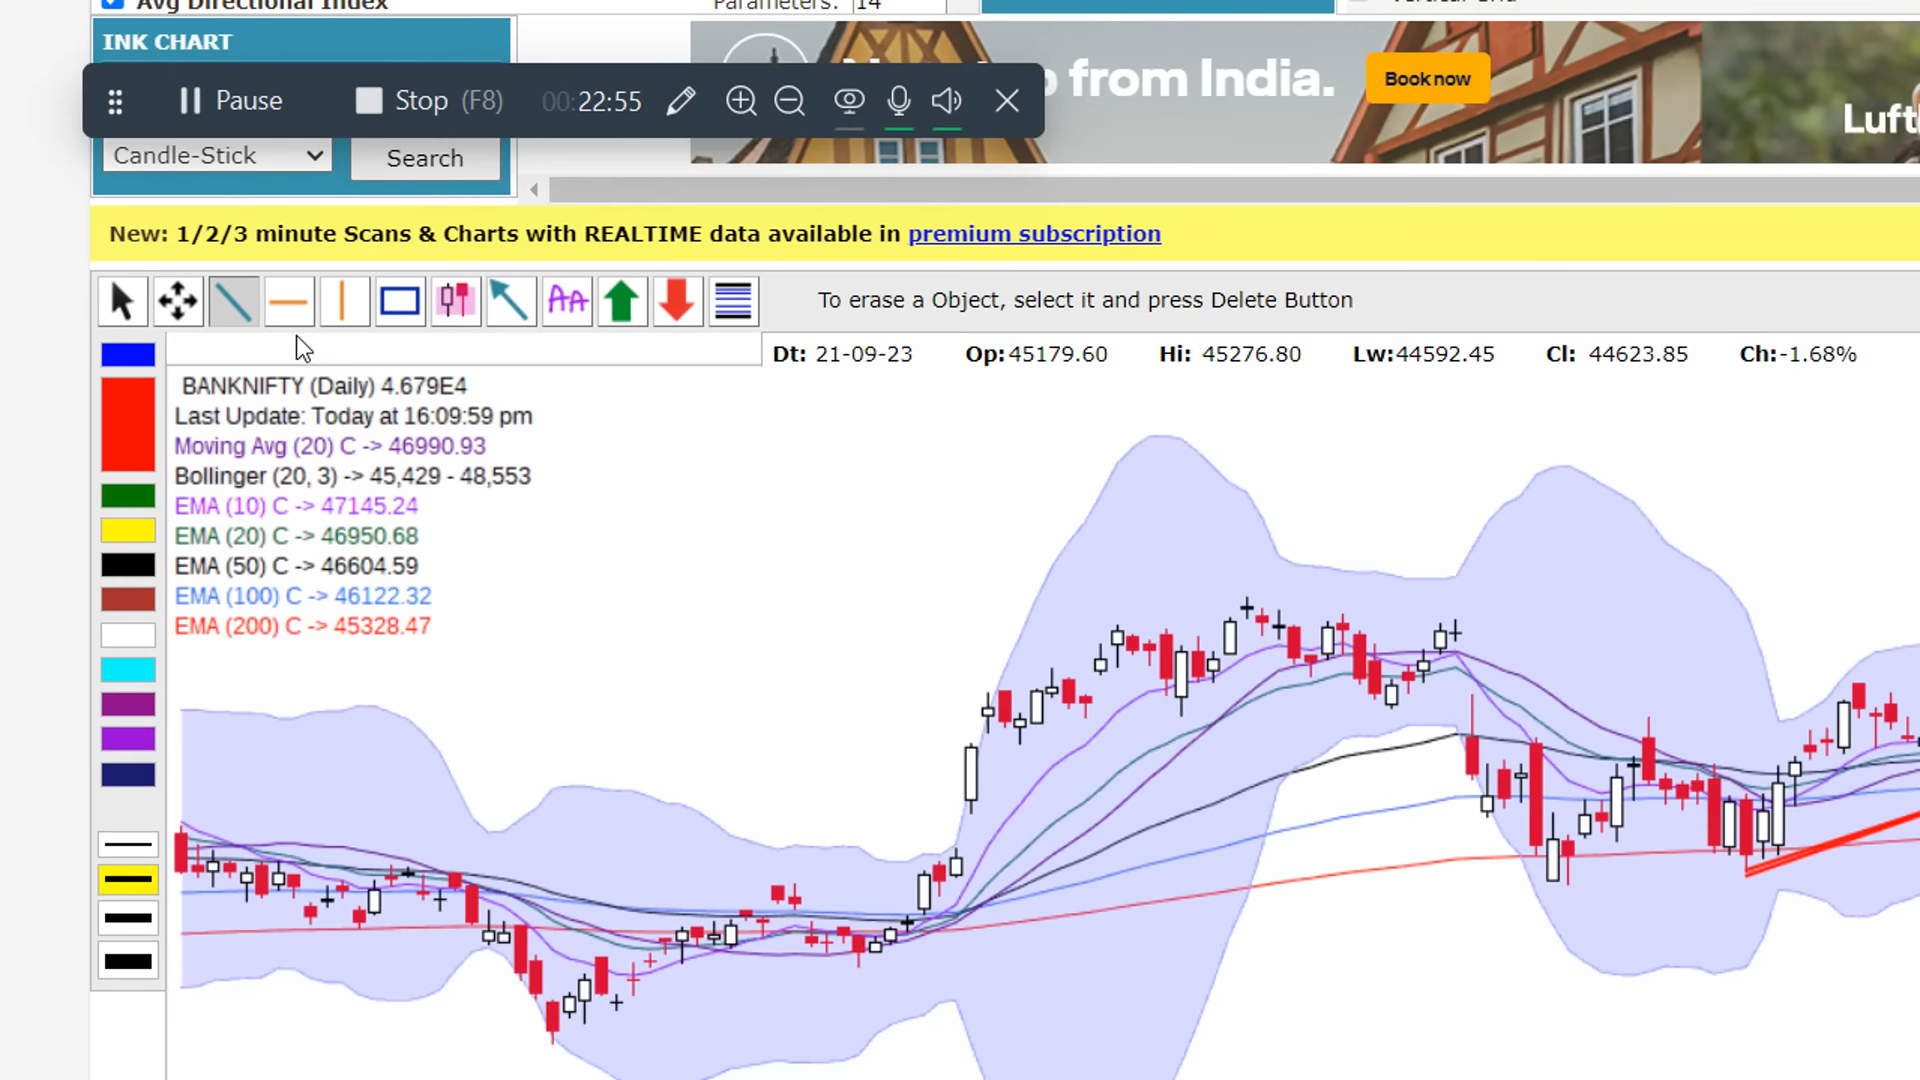 Avg Directional Index
Parameters: 14
INK CHART
from India.
Book now
Luft
Pause
Stop (F8)
00:22:55
Candle-Stick
Search
New: 1/2/3 minute Scans & Charts with REALTIME data available in premium subscription
AA
To erase a Object, select it and press Delete Button
Dt: 21-09-23 Op:45179.60 Hi: 45276.80 Lw:44592.45 Cl: 44623.85 Ch:-1.68%
BANKNIFTY (Daily) 4.679E4
Last Update: Today at 16:09:59 pm
Moving Avg (20) C -> 46990.93
Bollinger (20, 3) -> 45,429 - 48,553
EMA (10) C -> 47145.24
EMA (20) C -> 46950.68
EMA (50) C -> 46604.59
EMA (100) C -> 46122.32
EMA (200) C -> 45328.47